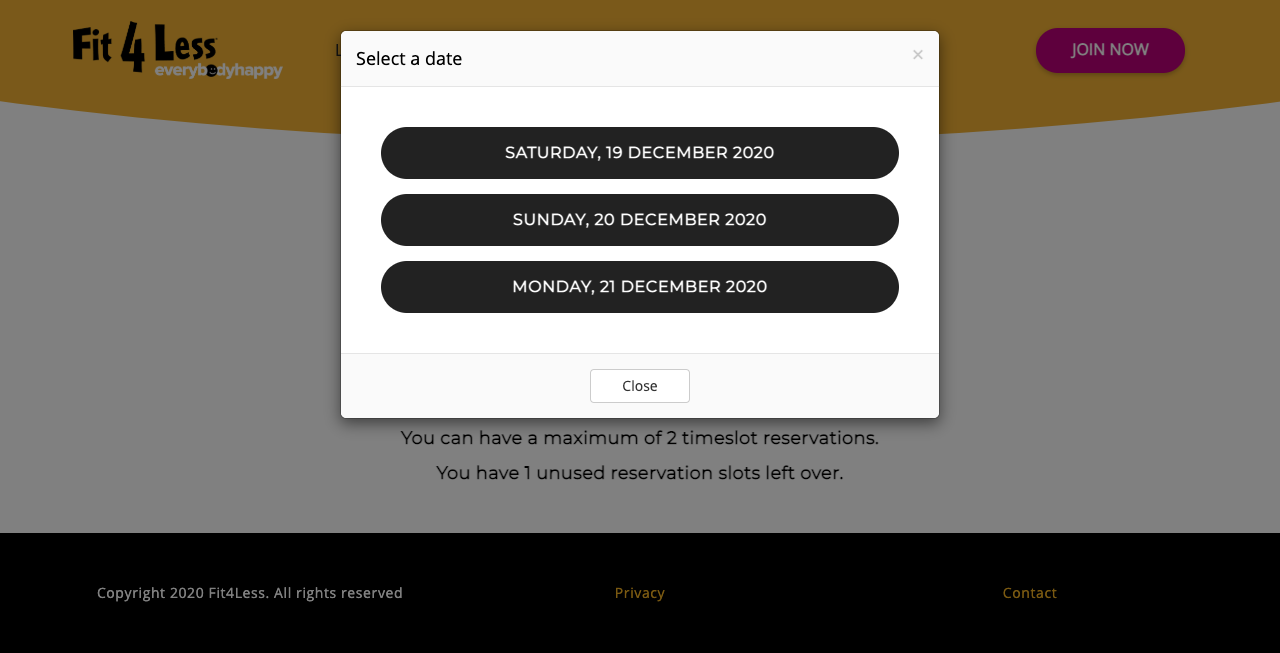 Fit 4 Less
everybodyhappy
JOIN NOW
Select a date
×
SATURDAY, 19 DECEMBER 2020
SUNDAY, 20 DECEMBER 2020
MONDAY, 21 DECEMBER 2020
Close
You can have a maximum of 2 timeslot reservations.
You have 1 unused reservation slots left over.
Copyright 2020 Fit4Less. All rights reserved
Privacy
Contact